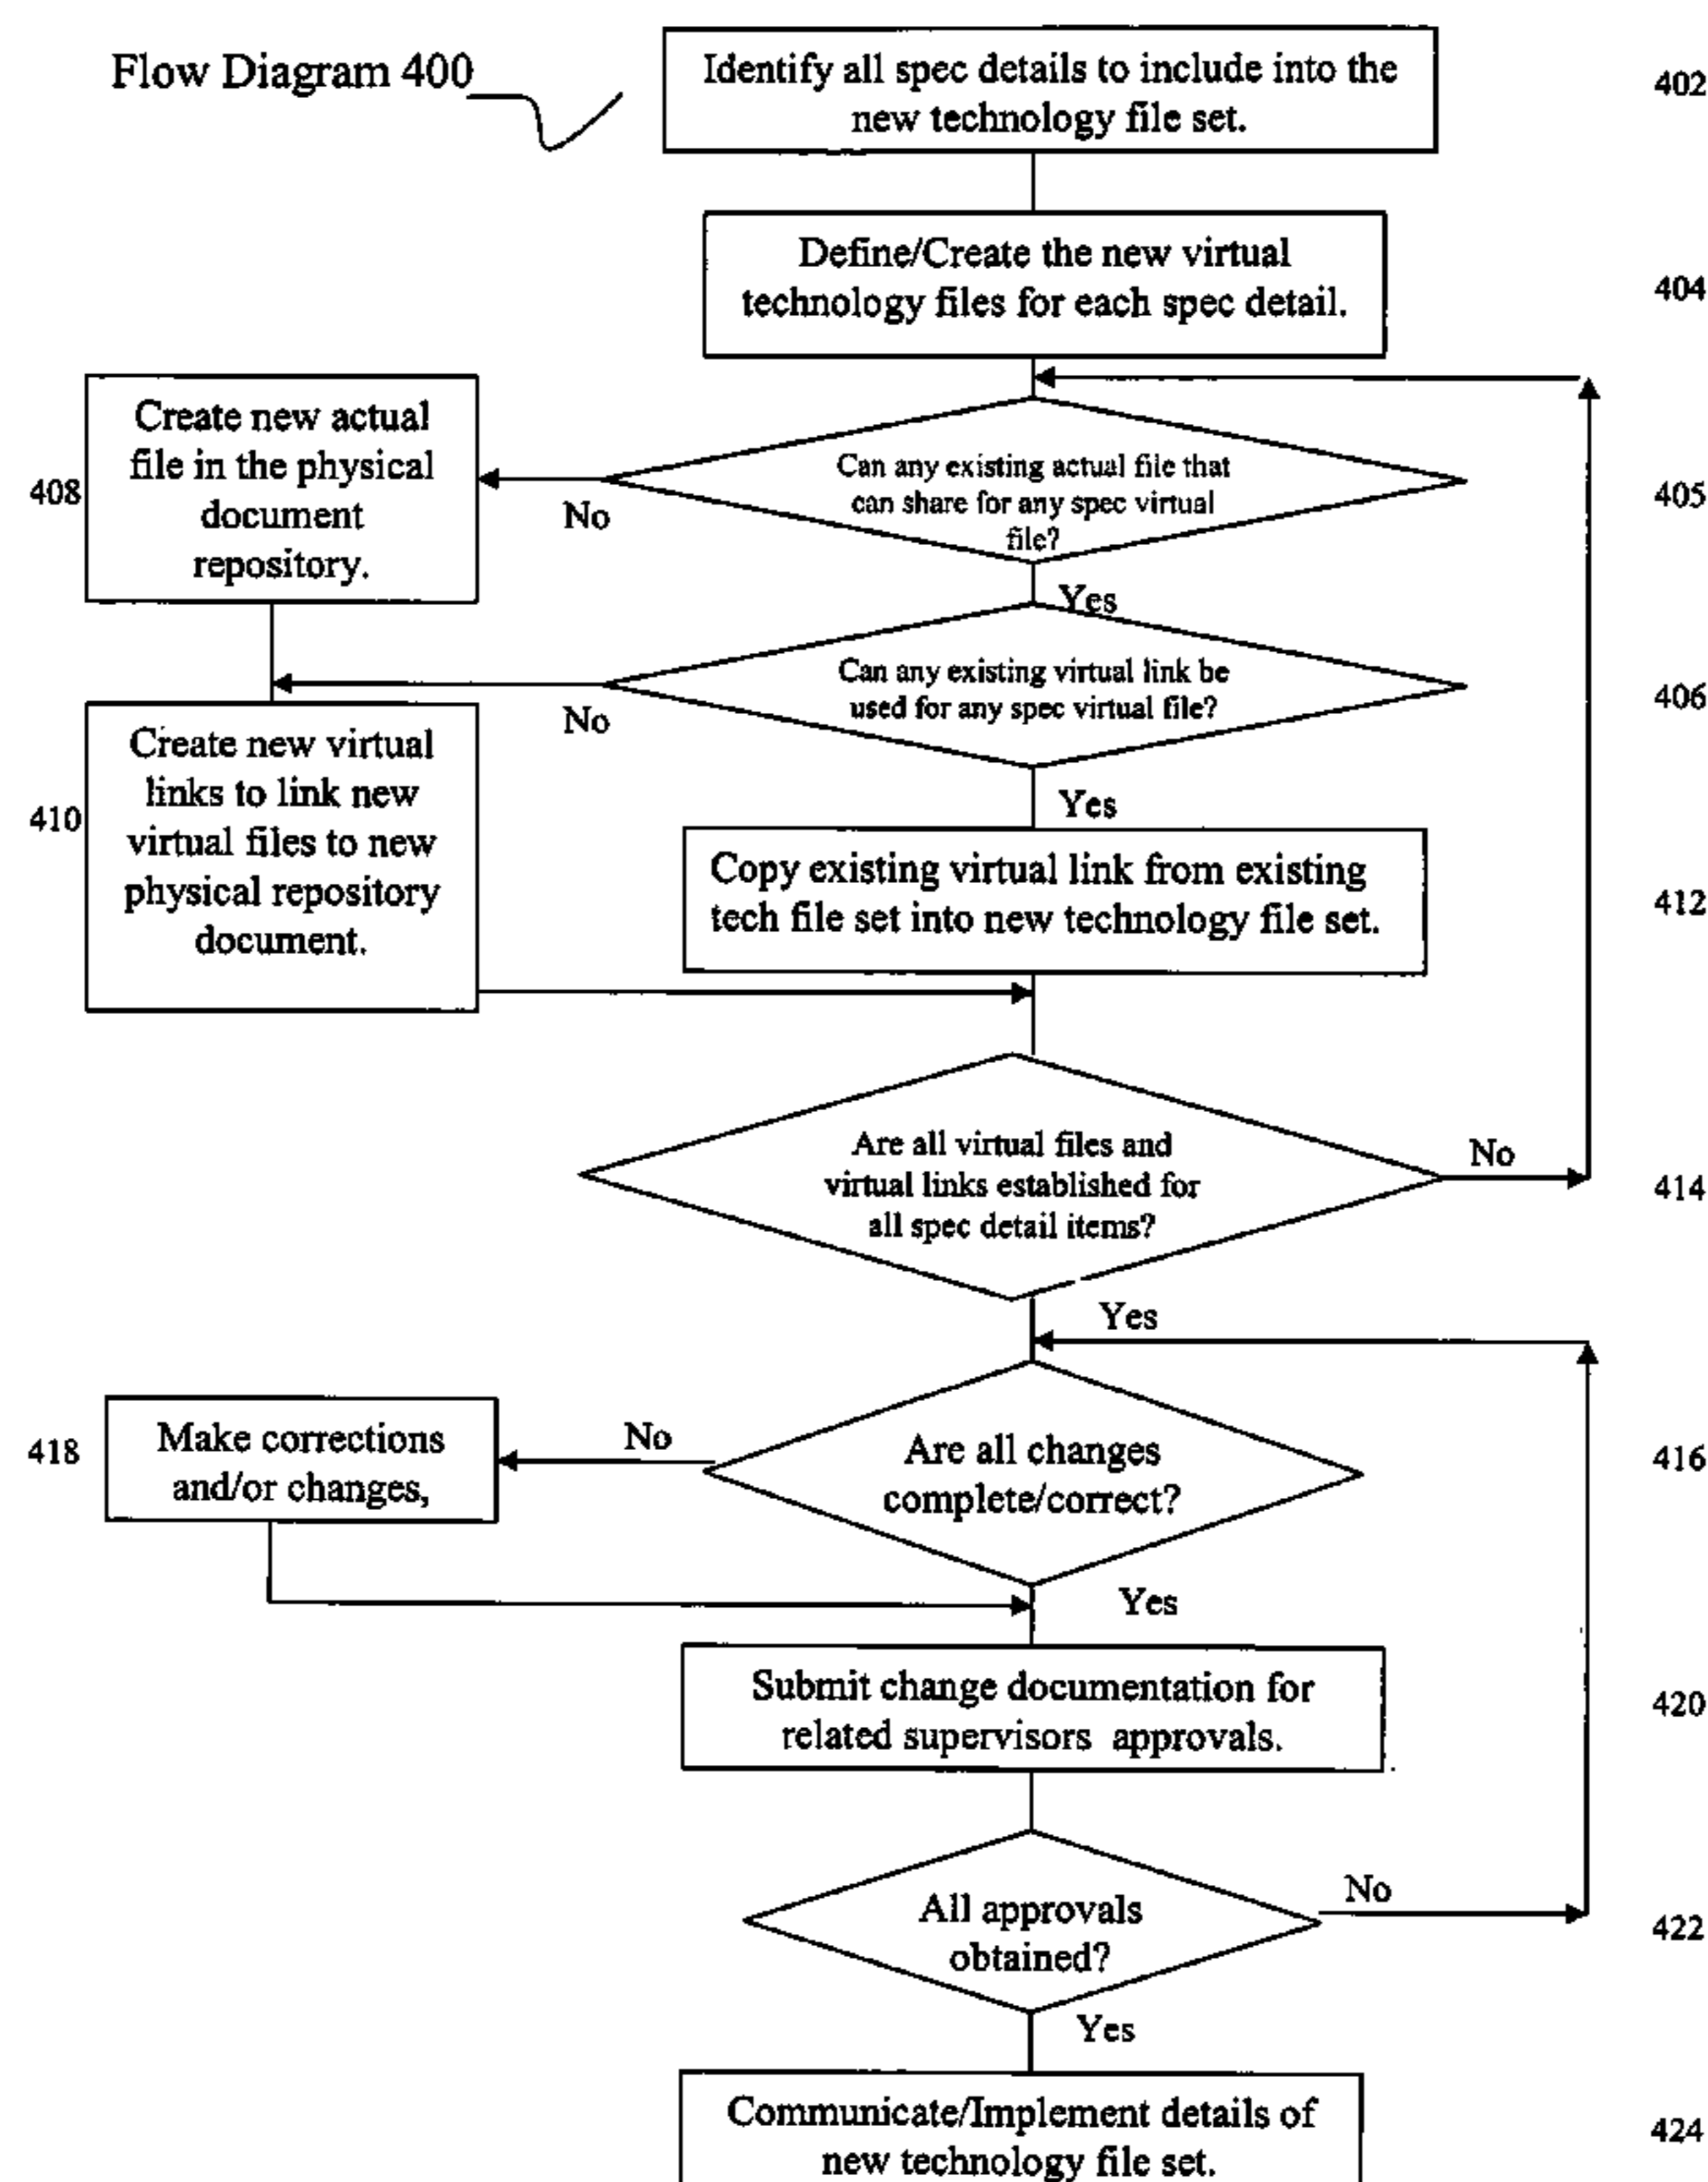 Flow Diagram 400
Identify all spec details to include into the
new technology file set.
402
Define/Create the new virtual
technology files for each spec detail.
404
Create new actual
file in the physical
document
repository.
408
No
Can any existing actual file that
can share for any spec virtual
file?
405
Yes
Can any existing virtual link be
used for any spec virtual file?
406
No
Create new virtual
links to link new
virtual files to new
physical repository
document.
410
Yes
Copy existing virtual link from existing
tech file set into new technology file set.
412
Are all virtual files and
virtual links established for
all spec detail items?
No
414
Yes
418
Make corrections
and/or changes,
No
Are all changes
complete/correct?
416
Yes
Submit change documentation for
related supervisors approvals.
420
All approvals
obtained?
No
422
Yes
Communicate/Implement details of
new technology file set.
424